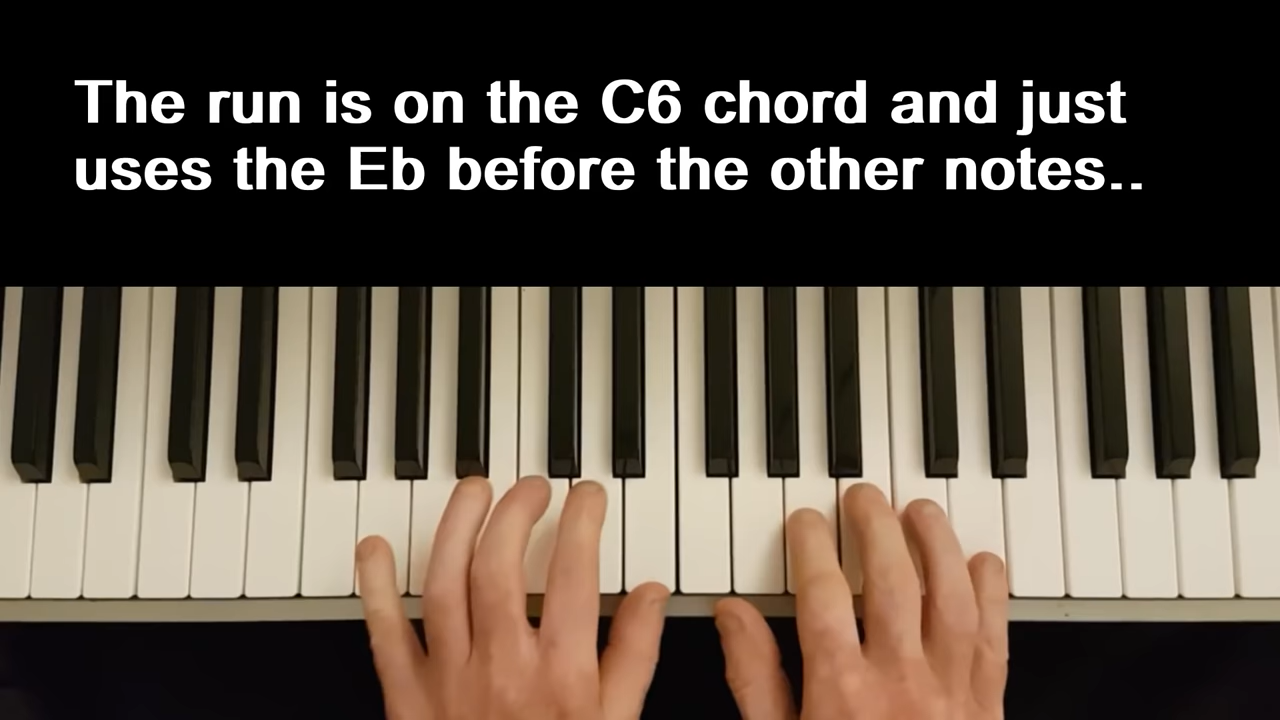 The run is on the C6 chord and just
uses the Eb before the other notes..